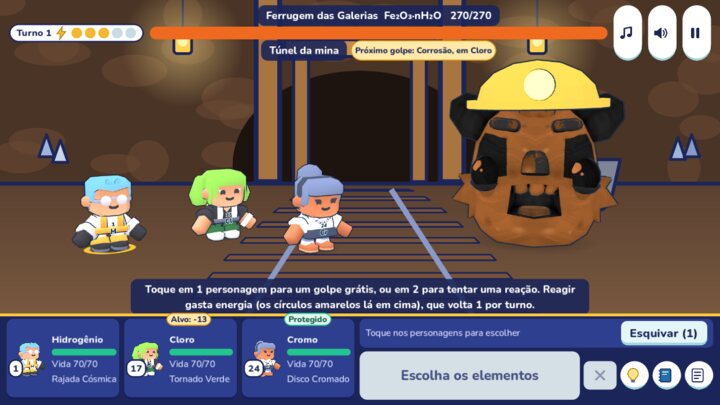 Ferrugem das Galerias Fe₂O₃·nH₂O 270/270
Turno 1
Túnel da mina
Próximo golpe: Corrosão, em Cloro
Toque em 1 personagem para um golpe grátis, ou em 2 para tentar uma reação. Reagir
gasta energia (os círculos amarelos lá em cima), que volta 1 por turno.
Hidrogênio
1
Vida 70/70
Rajada Cósmica
Alvo: -13
Cloro
17
Vida 70/70
Tornado Verde
Protegido
Cromo
24
Vida 70/70
Disco Cromado
Toque nos personagens para escolher
Esquivar (1)
Escolha os elementos